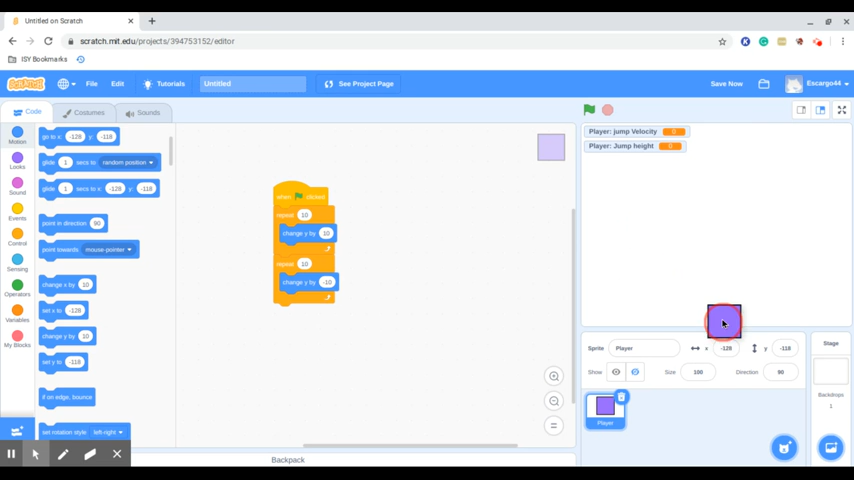 Untitled on Scratch
scratch.mit.edu/projects/394753152/editor
ISY Bookmarks
SCRATCH File Edit Tutorials Untitled See Project Page Save Now Escargo44
Code Costumes Sounds
Motion
Looks
Sound
Events
Control
Sensing
Operators
Variables
My Blocks
go to x: -128 y: -118
glide 1 secs to random position
glide 1 secs to x: -128 y: -118
point in direction 90
point towards mouse-pointer
change x by 10
set x to -128
change y by 10
set y to -118
if on edge, bounce
set rotation style left-right
when clicked
repeat 10
change y by 10
repeat 10
change y by -10
Backpack
Player: jump Velocity 0
Player: Jump height 0
Sprite Player x -128 y -118
Show Size 100 Direction 90
Player
Stage
Backdrops
1